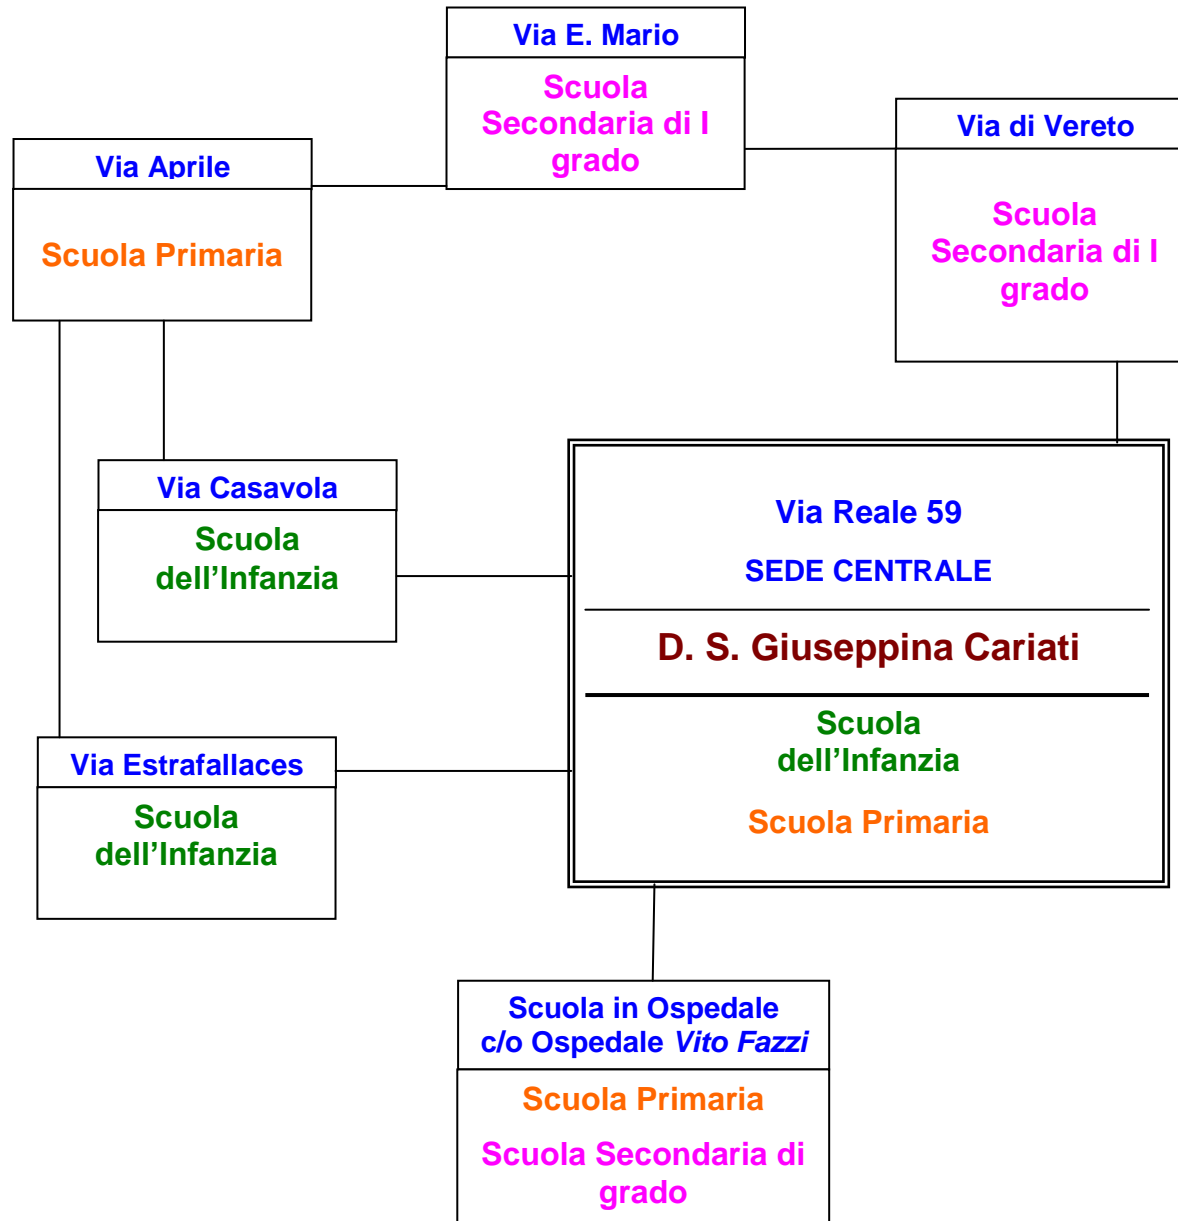 Via E. Mario
Scuola
Secondaria di I
grado
Via di Vereto
Scuola
Secondaria di I
grado
Via Aprile
Scuola Primaria
Via Casavola
Scuola
dell’Infanzia
Via Reale 59
SEDE CENTRALE
D. S. Giuseppina Cariati
Scuola
dell’Infanzia
Scuola Primaria
Via Estrafallaces
Scuola
dell’Infanzia
Scuola in Ospedale
c/o Ospedale Vito Fazzi
Scuola Primaria
Scuola Secondaria di
grado